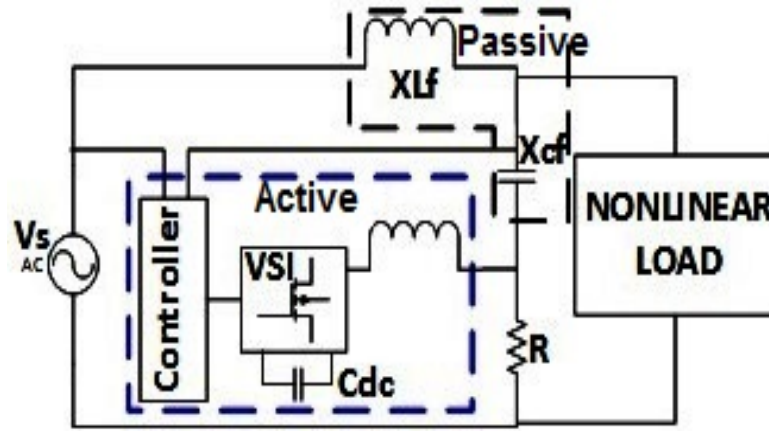 Passive
XLf
Xcf
Active
Vs
AC
Controller
VSI
Cdc
R
NONLINEAR
LOAD